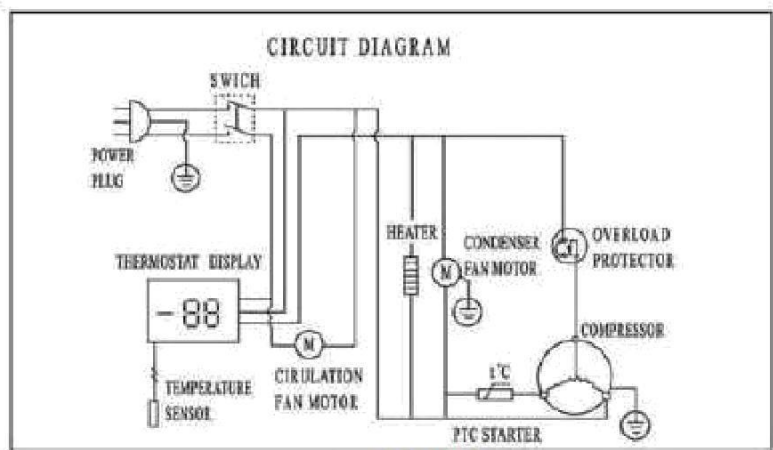 CIRCUIT DIAGRAM
SWICH
POWER
PLUG
THERMOSTAT DISPLAY
-88
TEMPERATURE
SENSOR
M
CIRULATION
FAN MOTOR
HEATER
M
CONDENSER
FAN MOTOR
OVERLOAD
PROTECTOR
COMPRESSOR
t°C
PTC STARTER